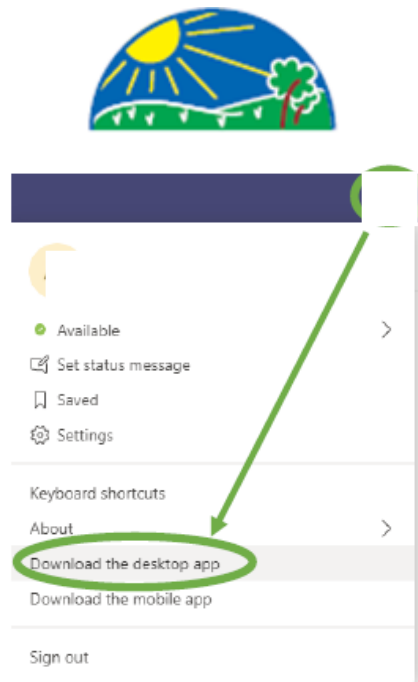 Available
Set status message
Saved
Settings
Keyboard shortcuts
About
Download the desktop app
Download the mobile app
Sign out